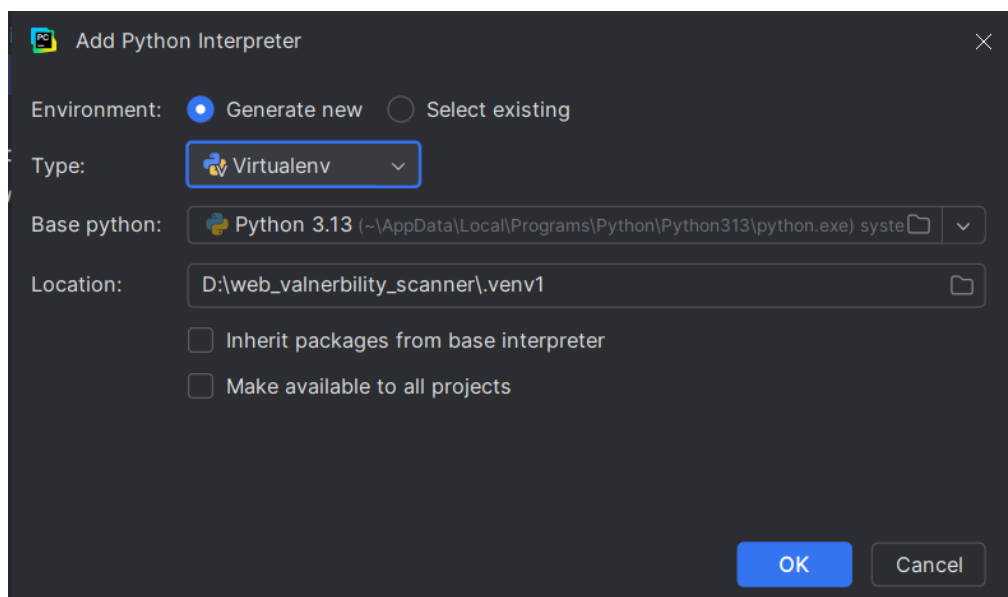 PC
Add Python Interpreter
Environment: Generate new Select existing
Type: Virtualenv
Base python: Python 3.13 (~\AppData\Local\Programs\Python\Python313\python.exe) syste
Location: D:\web_valnerbility_scanner\.venv1
Inherit packages from base interpreter
Make available to all projects
OK Cancel